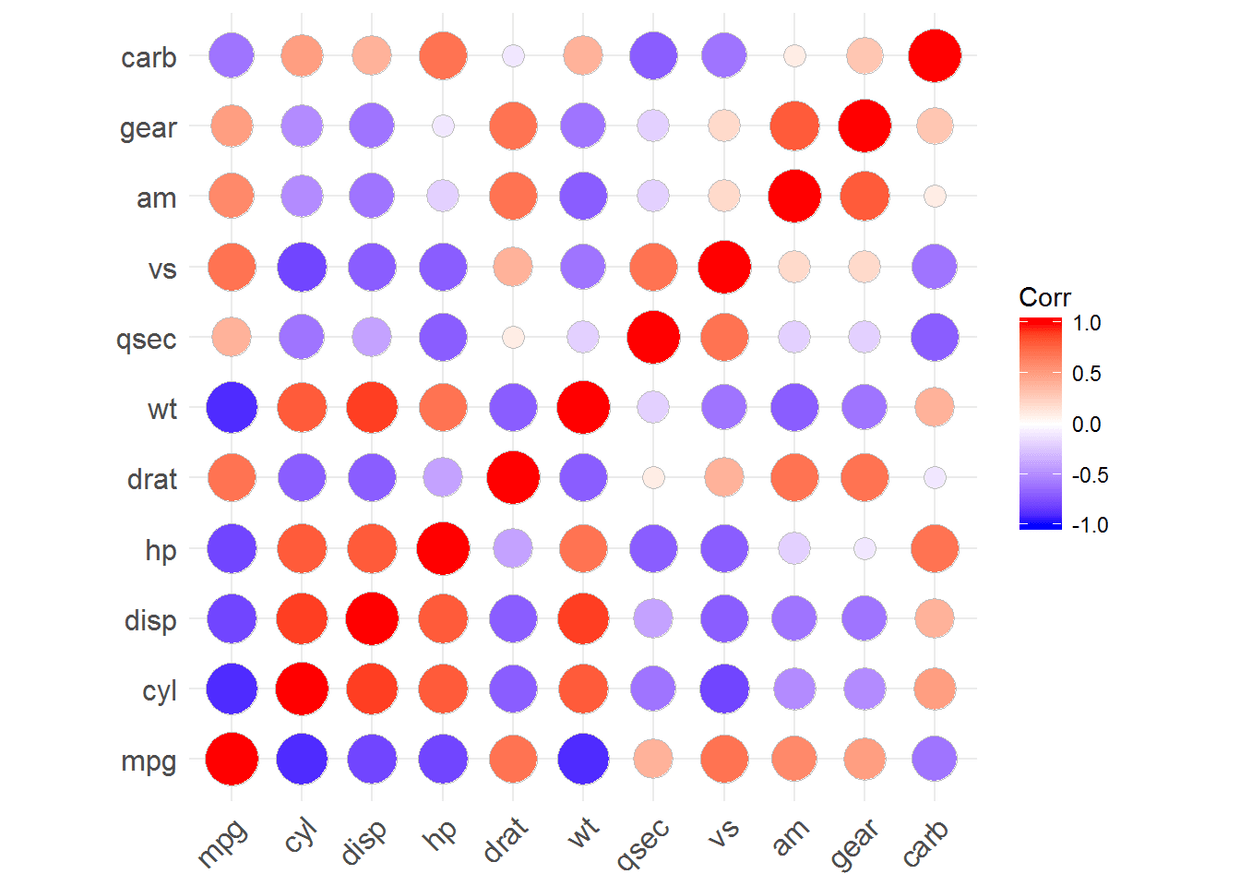 carb
gear
am
vs
qsec
wt
drat
hp
disp
cyl
mpg
mpg cyl disp hp drat wt qsec vs am gear carb
Corr
1.0
0.5
0.0
-0.5
-1.0